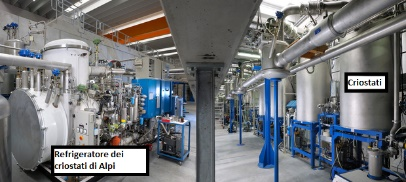 Criostati
Refrigeratore dei
criostati di Alpi